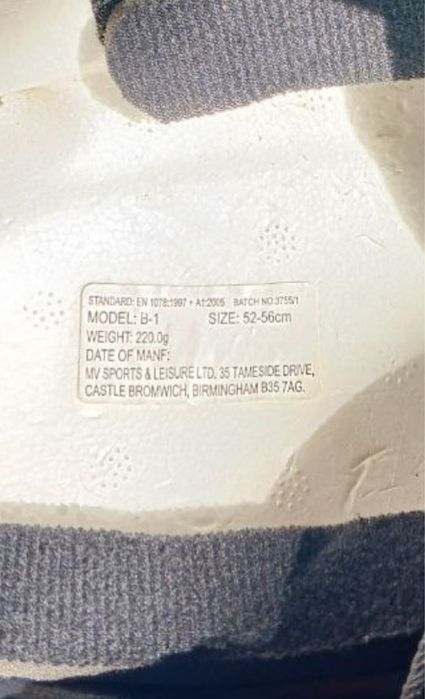 STANDARD: EN 1078:1997 + A1:2005 BATCH NO:3755/1
MODEL: B-1 SIZE: 52-56cm
WEIGHT: 220.0g
DATE OF MANF:
MV SPORTS & LEISURE LTD. 35 TAMESIDE DRIVE,
CASTLE BROMWICH, BIRMINGHAM B35 7AG.